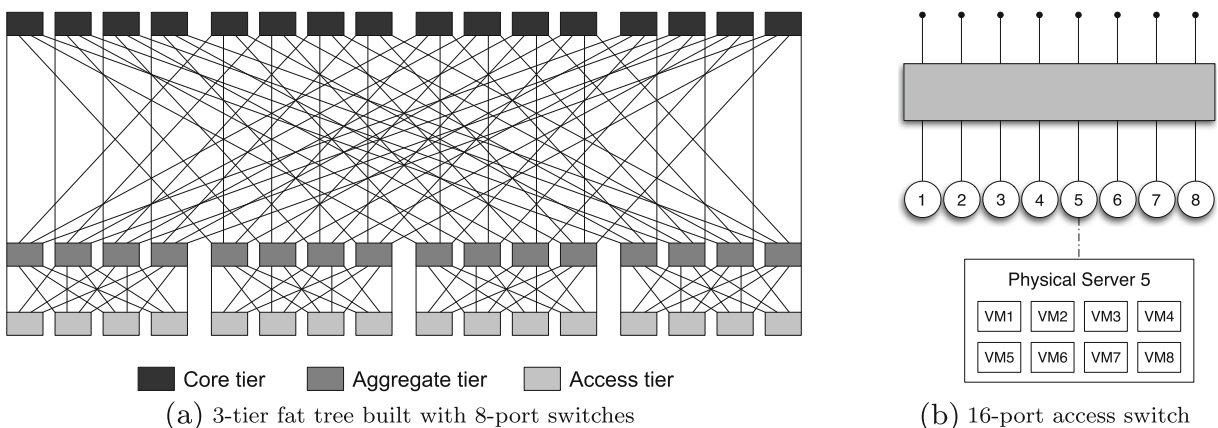 1 2 3 4 5 6 7 8
Physical Server 5
VM1 VM2 VM3 VM4
VM5 VM6 VM7 VM8
Core tier Aggregate tier Access tier
(a) 3-tier fat tree built with 8-port switches
(b) 16-port access switch